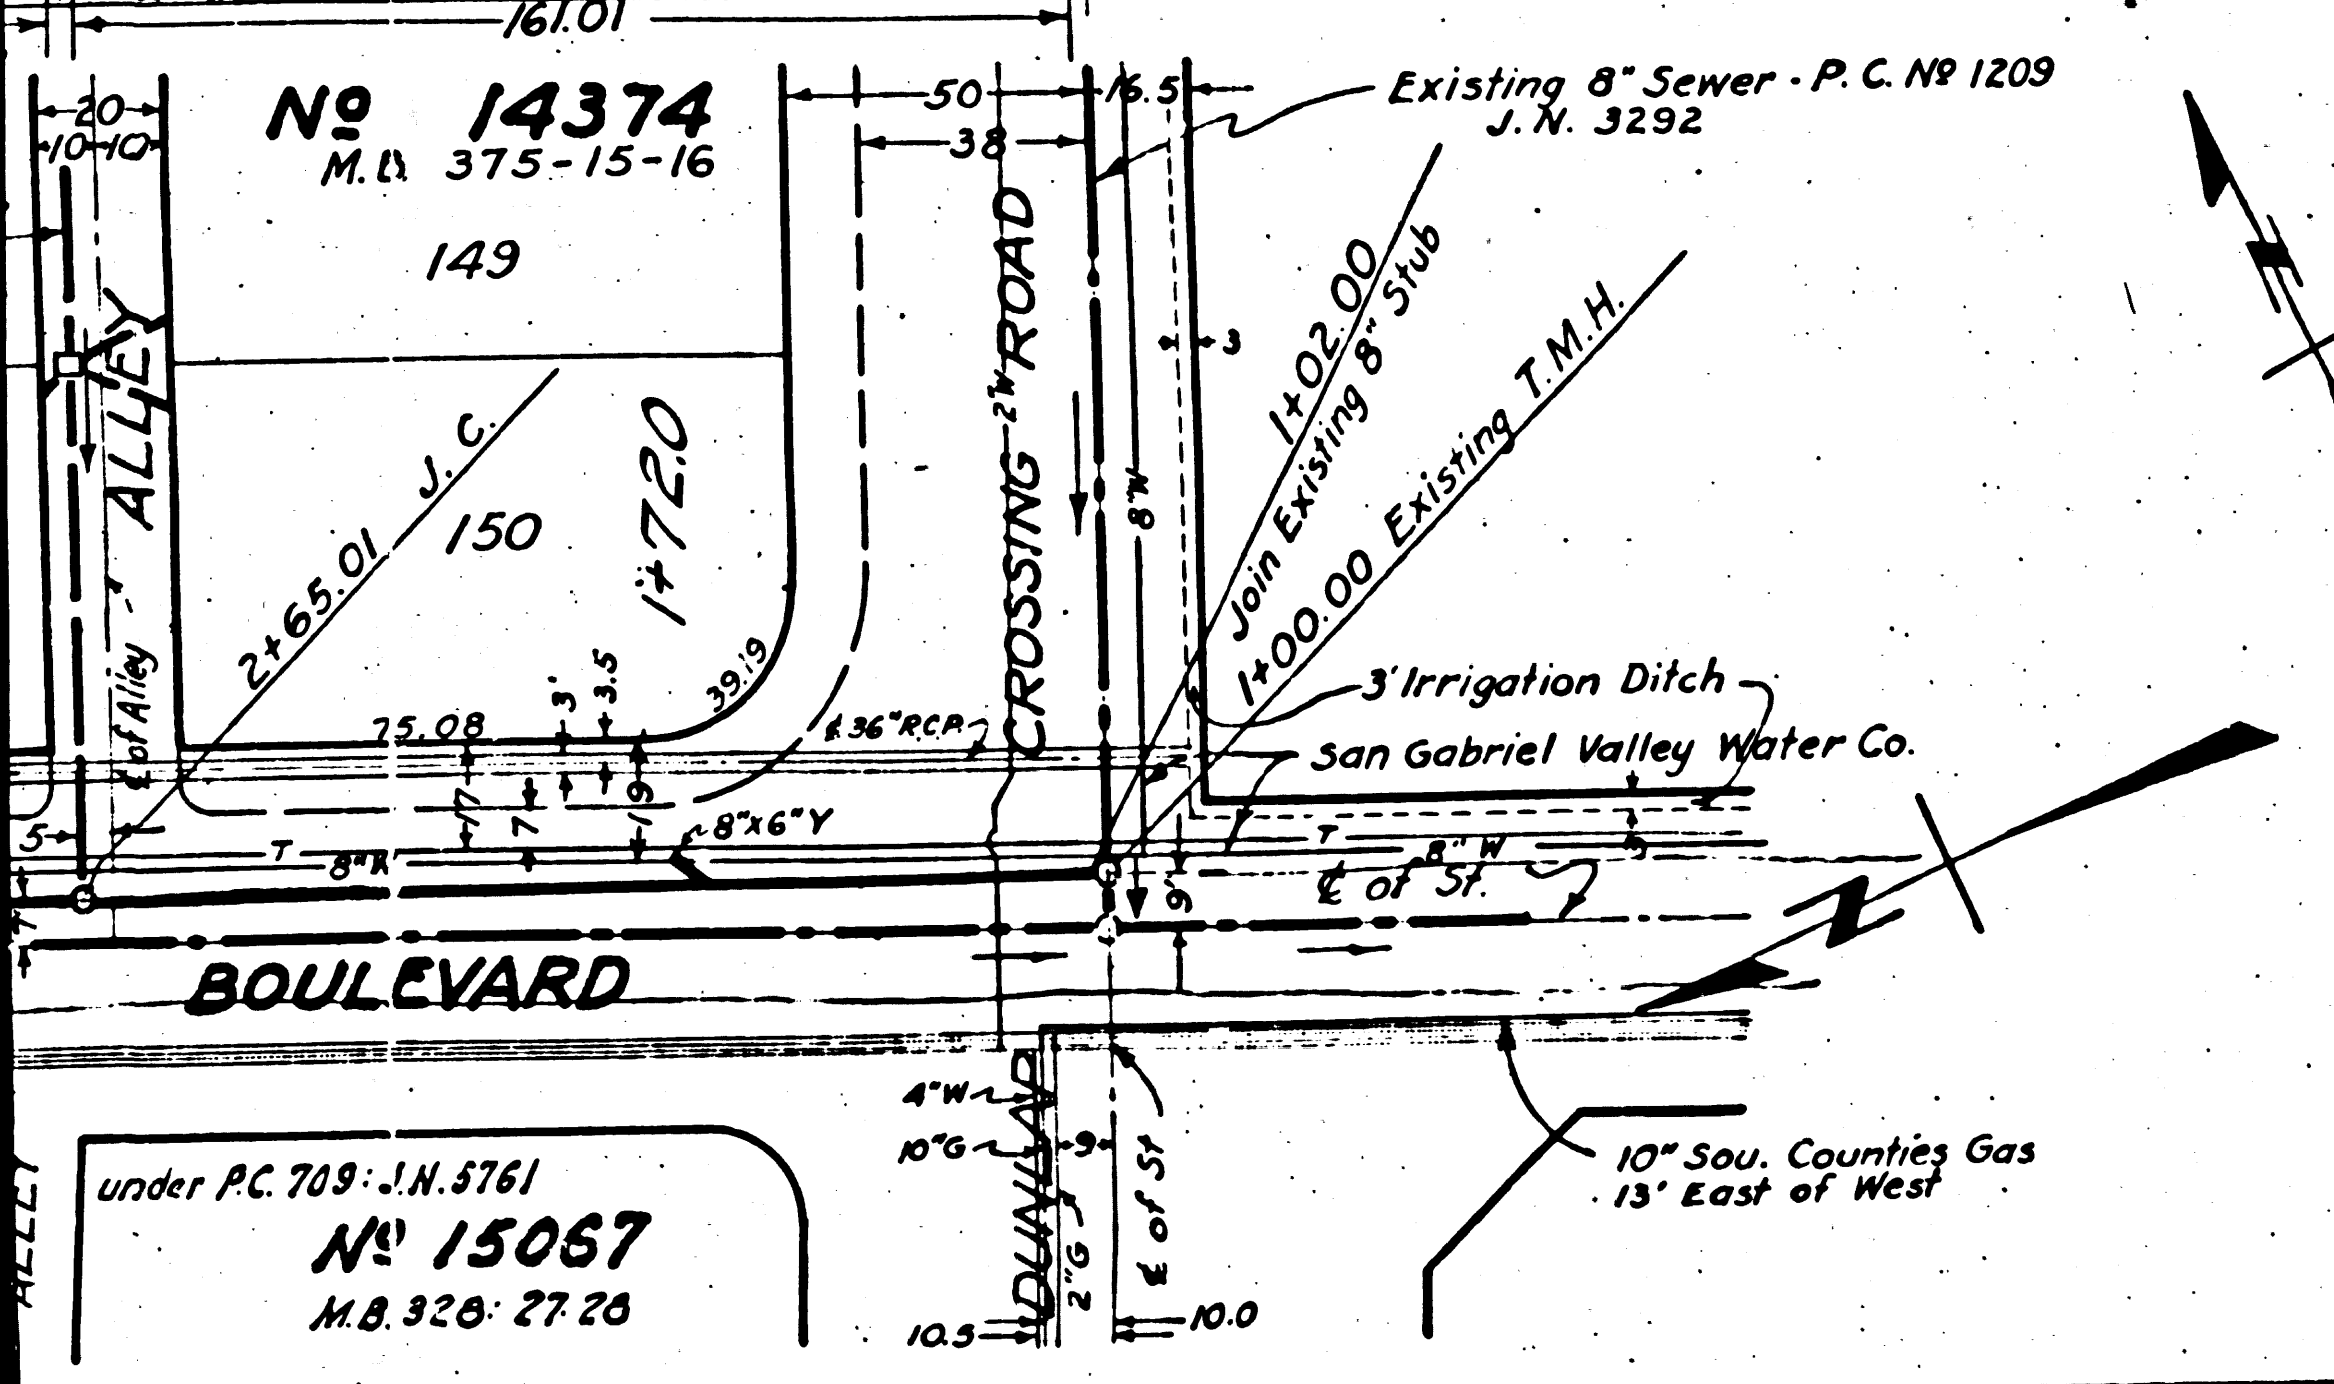 161.01
20
10 10
No 14374
M.B. 375-15-16
149
50
16.5
38
Existing 8" Sewer - P. C. No 1209
J. N. 3292
CROSSING ROAD
2"W
8"W
3
1+02.00
Join Existing 8" Stub
1+00.00 Existing T.M.H.
ALLEY
℄ of Alley
2+65.01 J. C.
150
1+72.0
39.19
75.08
3'
3.5
17
7
19
℄ 36" R.C.P.
3' Irrigation Ditch
San Gabriel Valley Water Co.
5
T
8"W
8"x6"Y
T
8" W
3
℄ of St.
9'
7
N
BOULEVARD
4"W
10"G
9
2"G
℄ of St
10.5
10.0
10" Sou. Counties Gas
13' East of West
ALLEY
under P.C. 709: J.N. 5761
No 15067
M.B. 328: 27-28